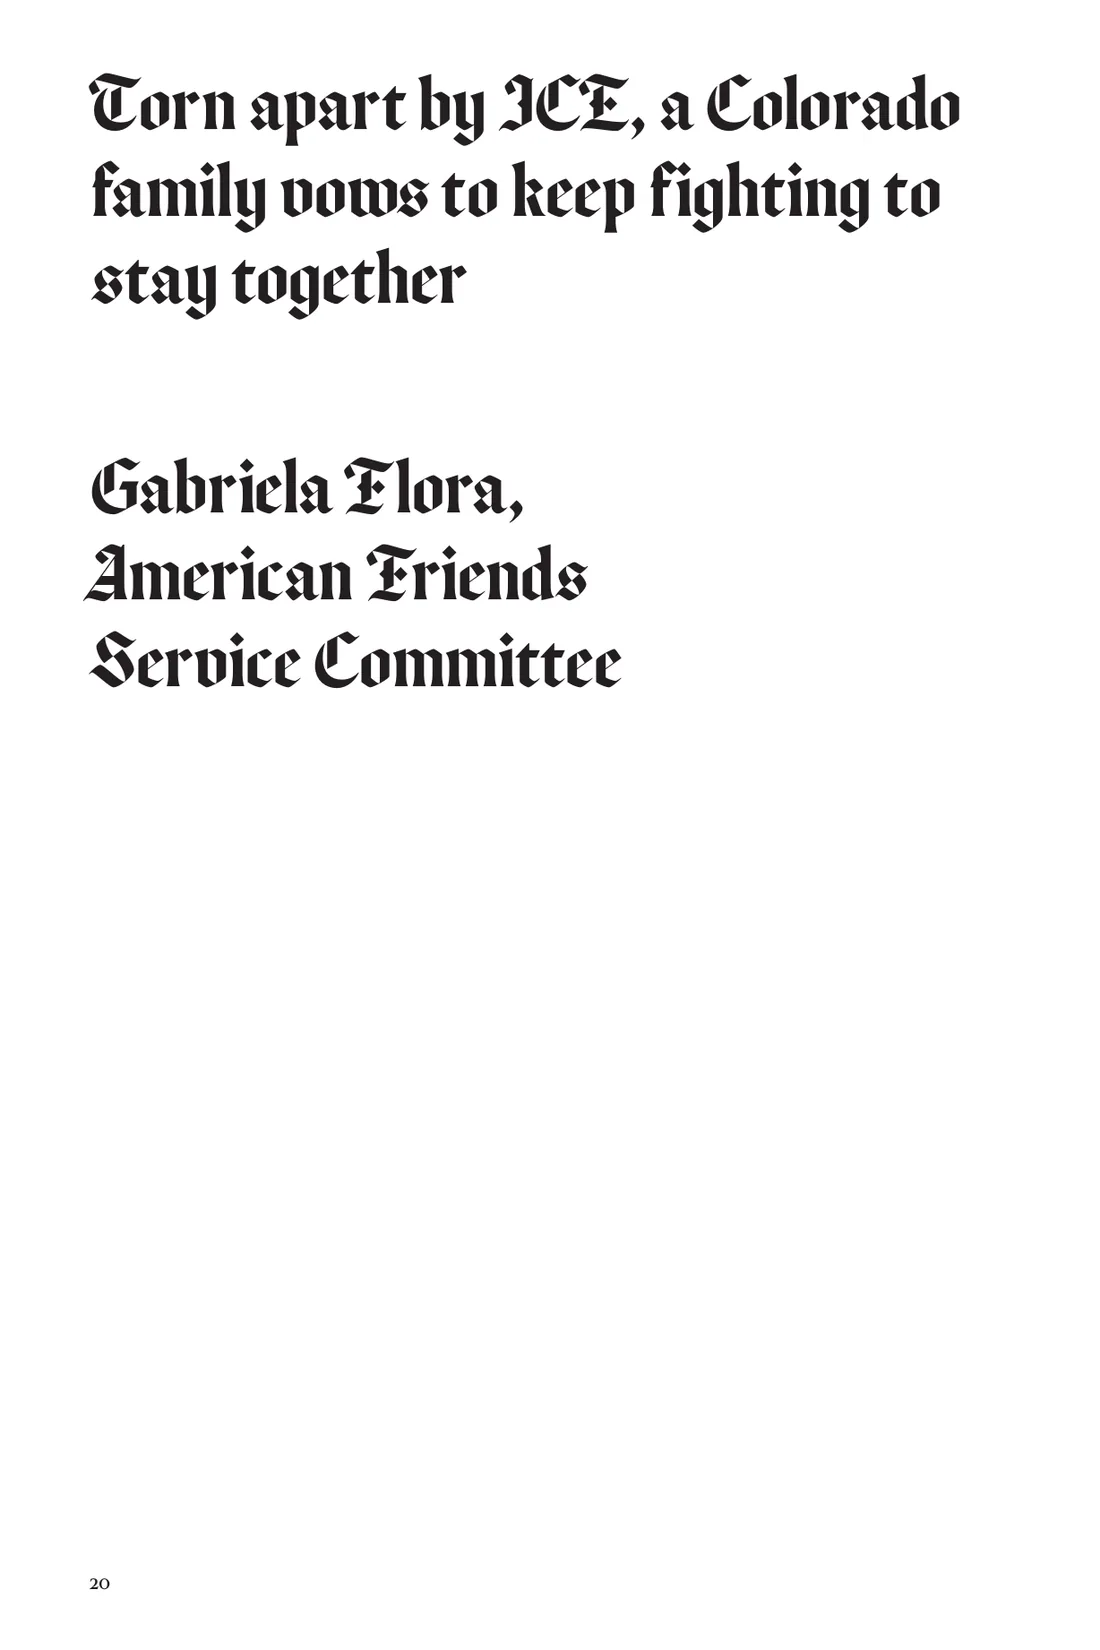 Torn apart by ICE, a Colorado
family vows to keep fighting to
stay together
Gabriela Flora,
American Friends
Service Committee
20